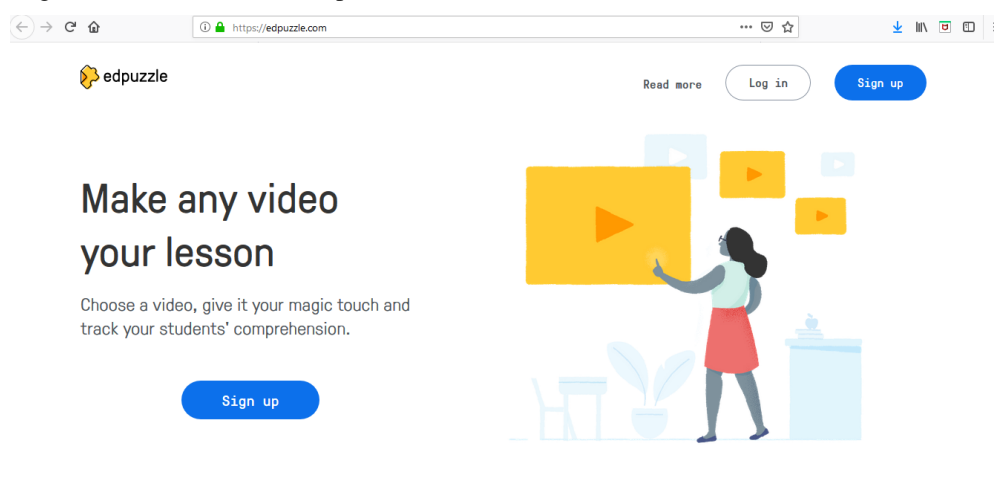 https://edpuzzle.com
edpuzzle
Read more
Log in
Sign up
Make any video
your lesson
Choose a video, give it your magic touch and
track your students' comprehension.
Sign up